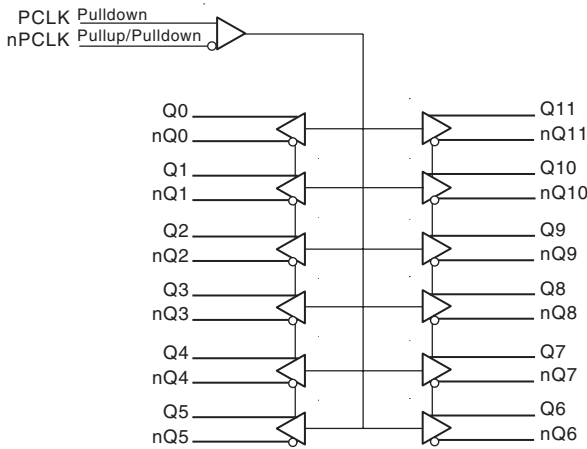 PCLK Pulldown
nPCLK Pullup/Pulldown
Q0
nQ0
Q1
nQ1
Q2
nQ2
Q3
nQ3
Q4
nQ4
Q5
nQ5
Q11
nQ11
Q10
nQ10
Q9
nQ9
Q8
nQ8
Q7
nQ7
Q6
nQ6